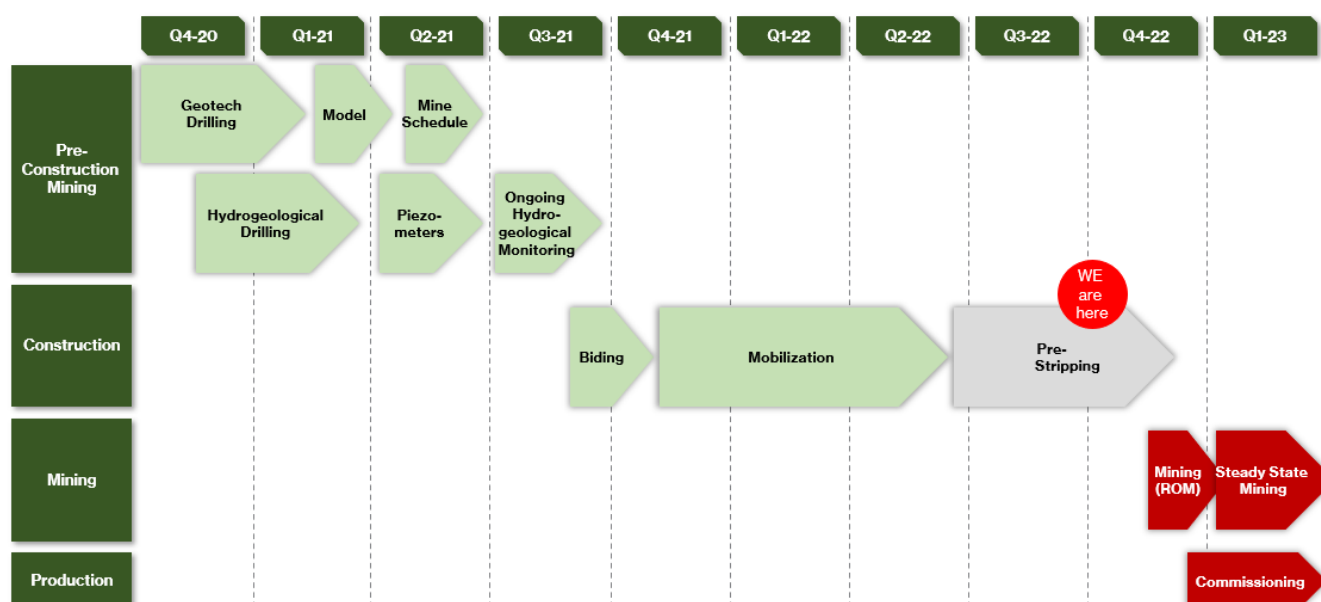 Q4-20
Q1-21
Q2-21
Q3-21
Q4-21
Q1-22
Q2-22
Q3-22
Q4-22
Q1-23
Pre-
Construction
Mining
Geotech
Drilling
Model
Mine
Schedule
Hydrogeological
Drilling
Piezo-
meters
Ongoing
Hydro-
geological
Monitoring
WE
are
here
Construction
Biding
Mobilization
Pre-
Stripping
Mining
Mining
(ROM)
Steady State
Mining
Production
Commissioning